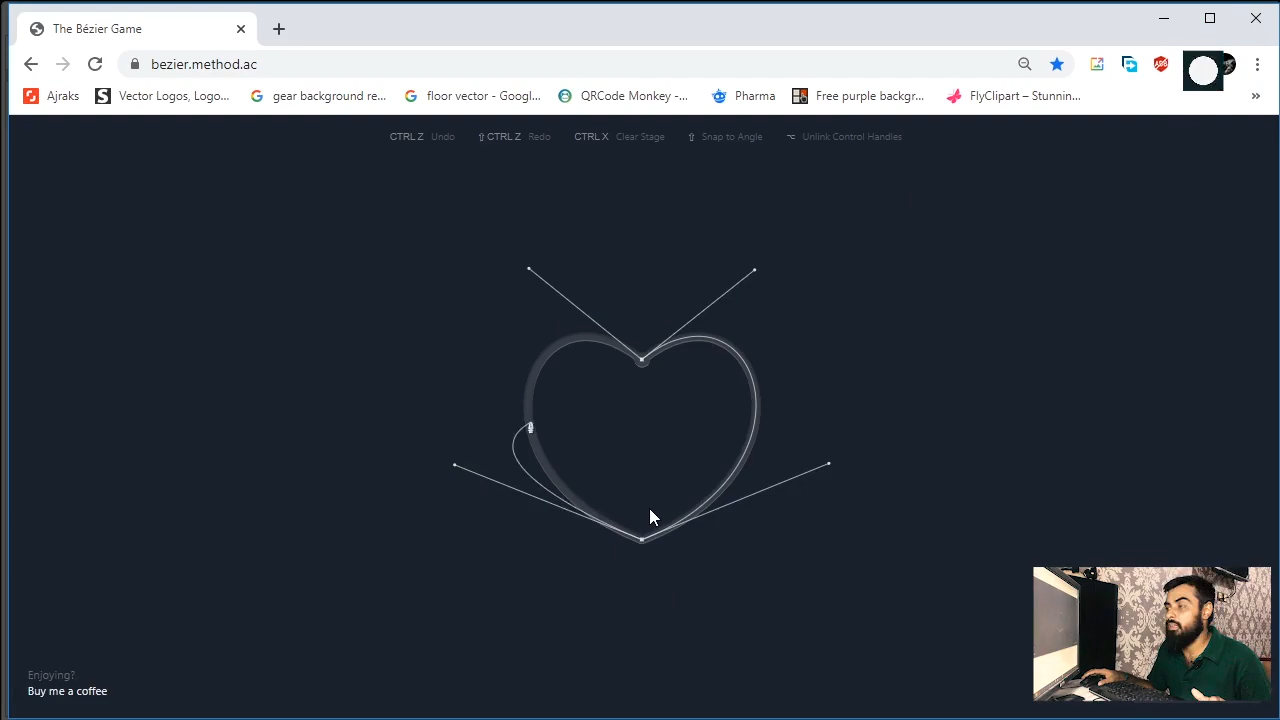 The Bézier Game
bezier.method.ac
Ajraks
Vector Logos, Logo...
gear background re...
floor vector - Googl...
QRCode Monkey -...
Pharma
Free purple backgr...
FlyClipart – Stunnin...
»
CTRL Z Undo ⇧ CTRL Z Redo CTRL X Clear Stage ⇧ Snap to Angle ⌥ Unlink Control Handles
Enjoying?
Buy me a coffee